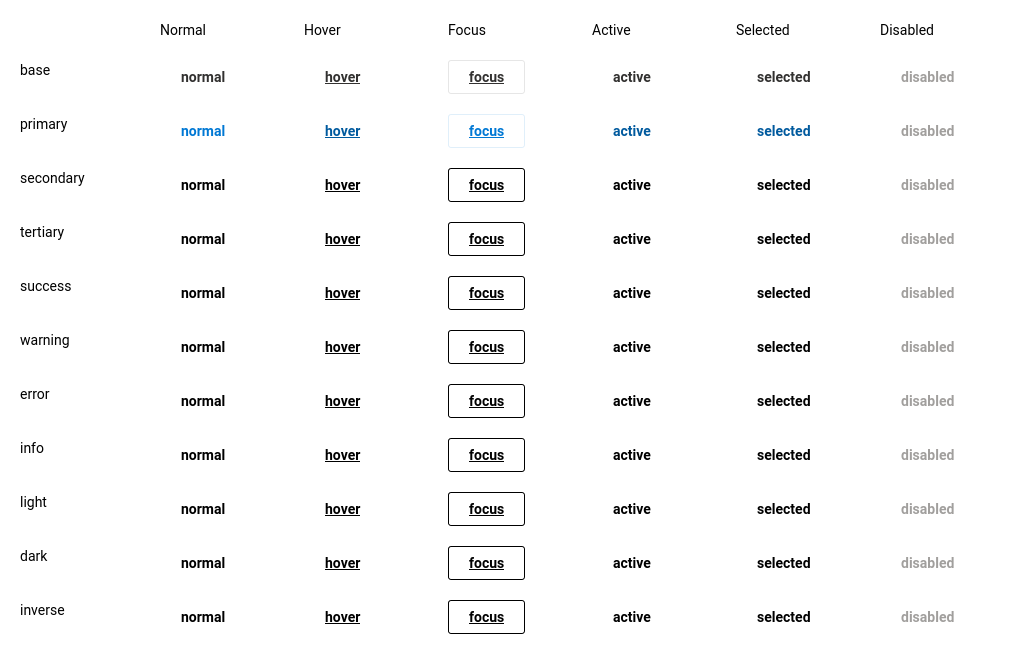 Normal Hover Focus Active Selected Disabled
base normal hover focus active selected disabled
primary normal hover focus active selected disabled
secondary normal hover focus active selected disabled
tertiary normal hover focus active selected disabled
success normal hover focus active selected disabled
warning normal hover focus active selected disabled
error normal hover focus active selected disabled
info normal hover focus active selected disabled
light normal hover focus active selected disabled
dark normal hover focus active selected disabled
inverse normal hover focus active selected disabled